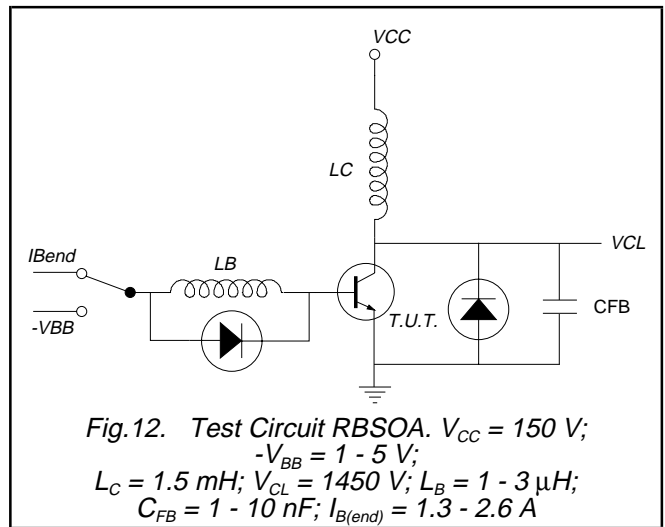 VCC
LC
VCL
IBend
LB
-VBB
T.U.T.
CFB
Fig.12. Test Circuit RBSOA. VCC = 150 V;
-VBB = 1 - 5 V;
LC = 1.5 mH; VCL = 1450 V; LB = 1 - 3 μH;
CFB = 1 - 10 nF; IB(end) = 1.3 - 2.6 A